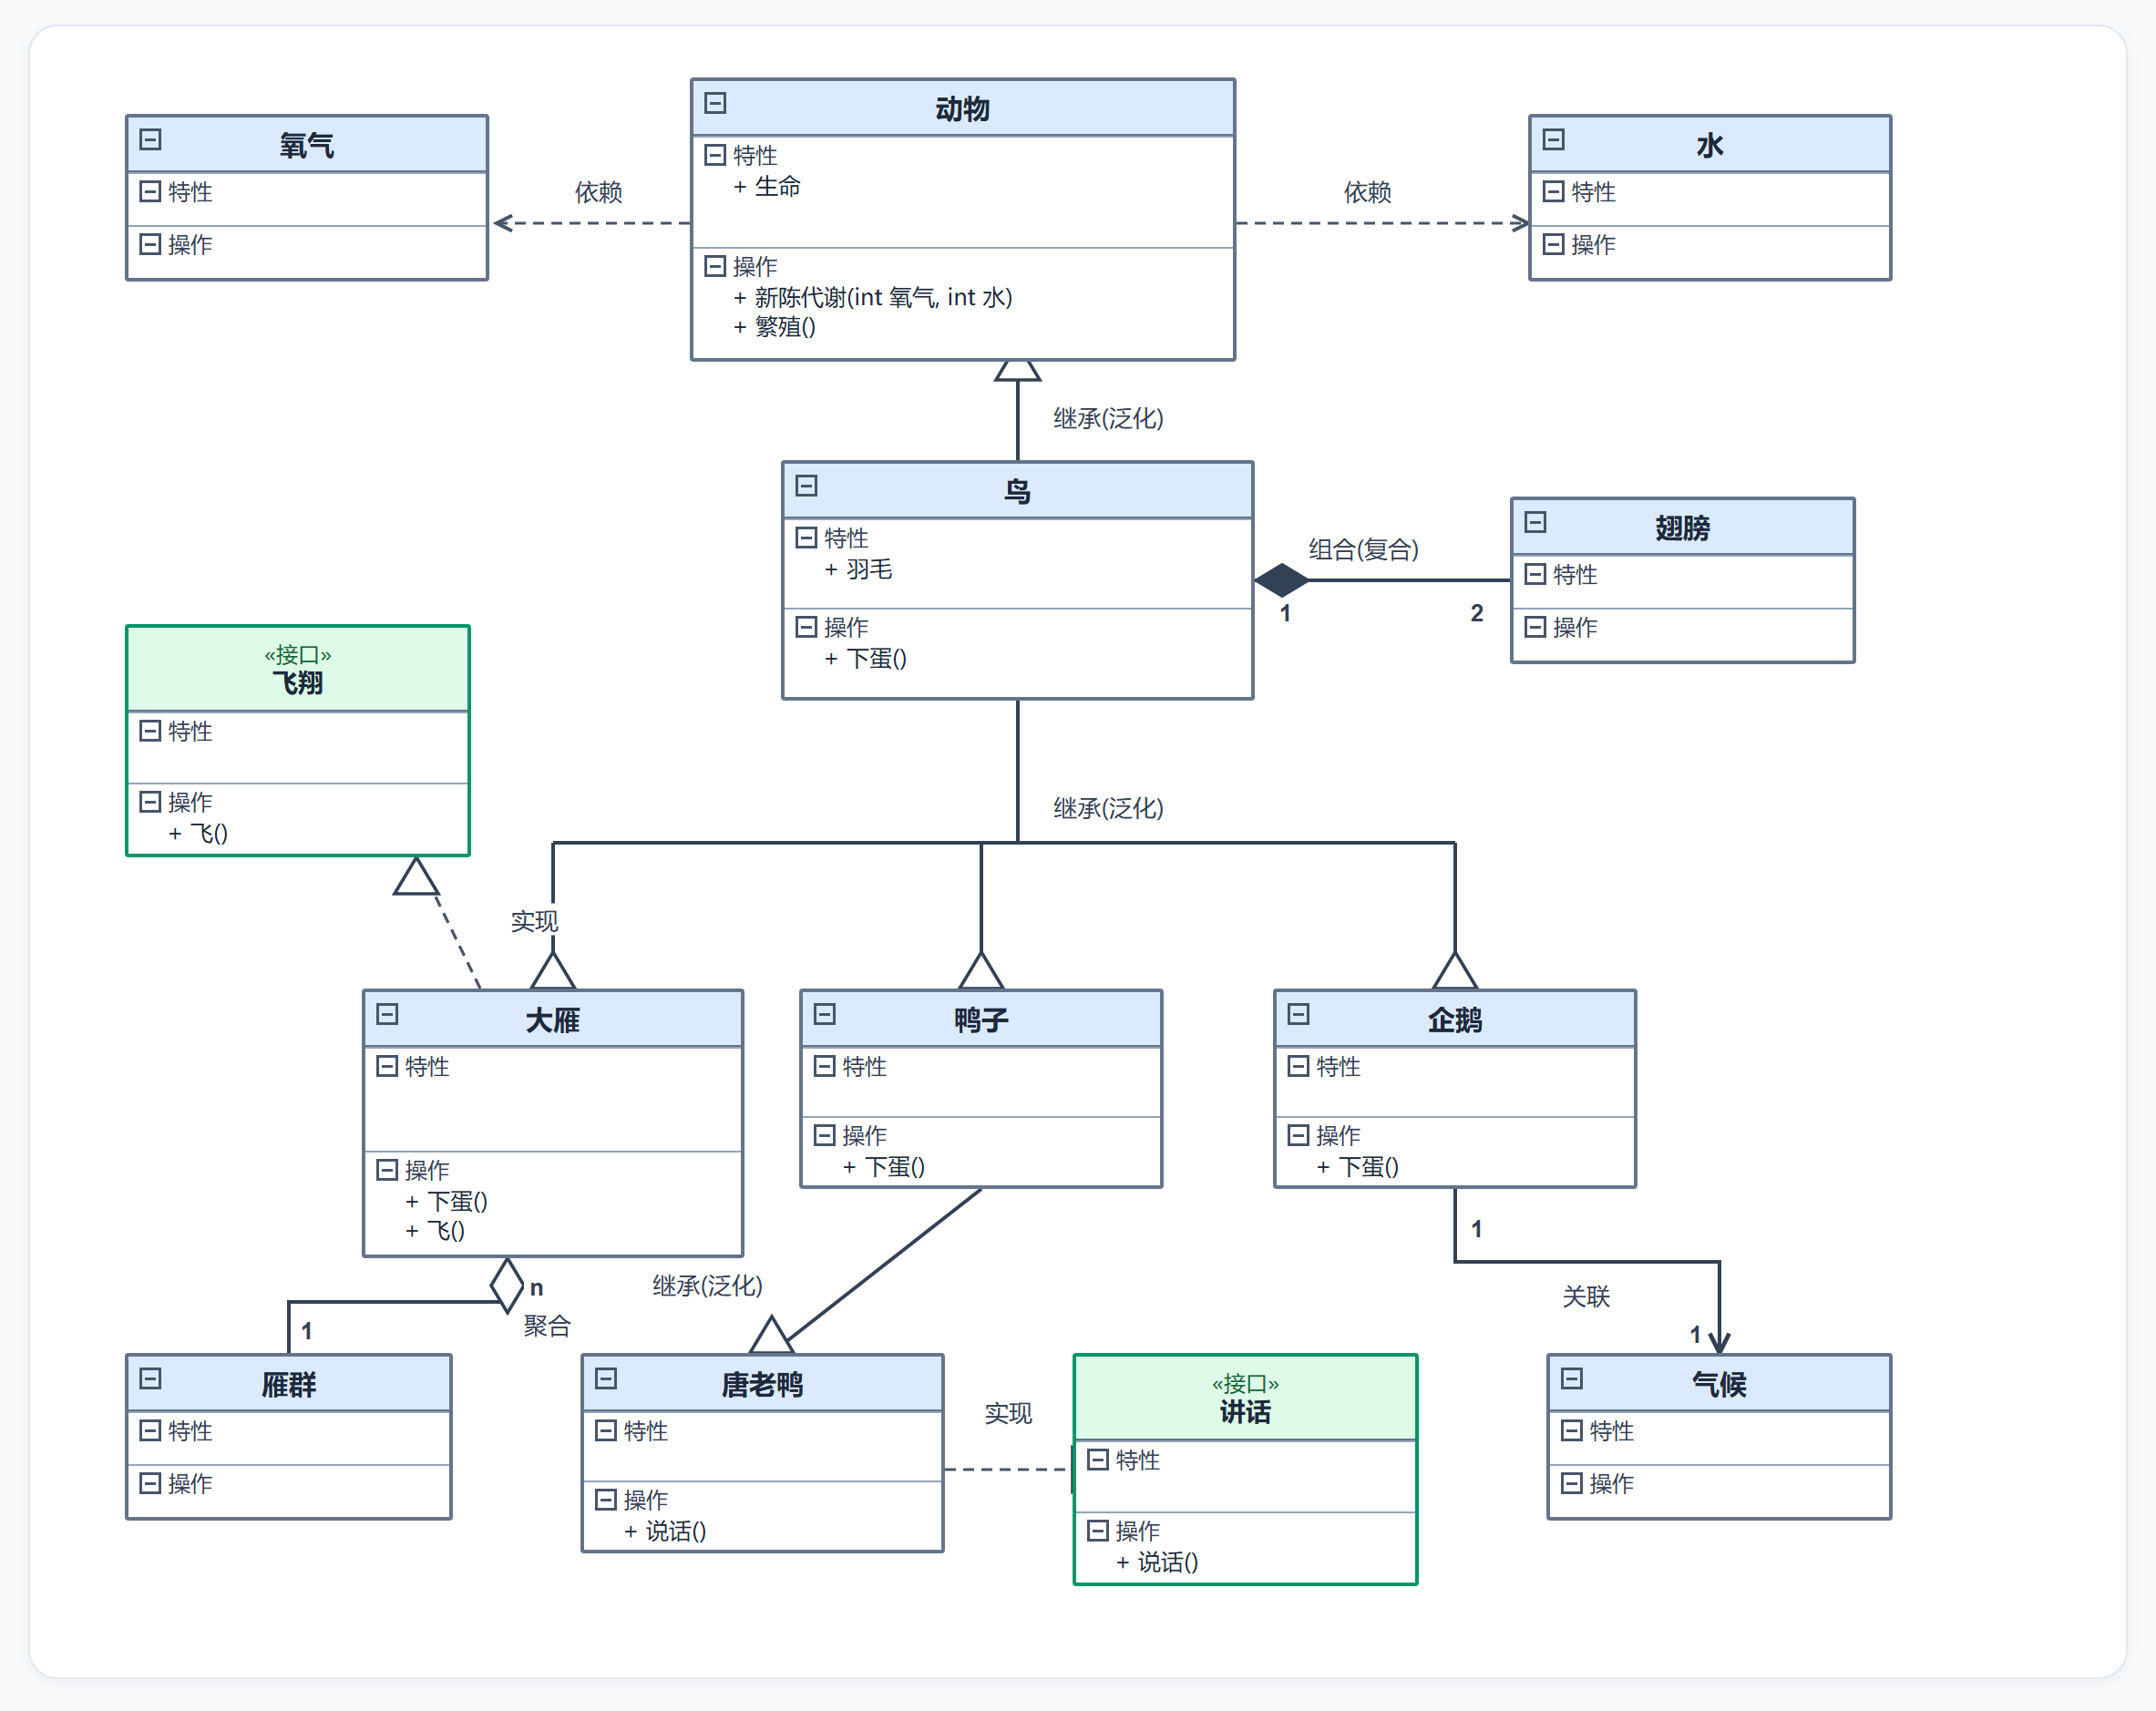 氧气
特性
操作
依赖
动物
特性
+ 生命
操作
+ 新陈代谢(int 氧气, int 水)
+ 繁殖()
依赖
水
特性
操作
继承(泛化)
鸟
特性
+ 羽毛
操作
+ 下蛋()
组合(复合)
1
2
翅膀
特性
操作
«接口»
飞翔
特性
操作
+ 飞()
继承(泛化)
实现
大雁
特性
操作
+ 下蛋()
+ 飞()
鸭子
特性
操作
+ 下蛋()
企鹅
特性
操作
+ 下蛋()
n
聚合
1
继承(泛化)
1
关联
1
雁群
特性
操作
唐老鸭
特性
操作
+ 说话()
实现
«接口»
讲话
特性
操作
+ 说话()
气候
特性
操作